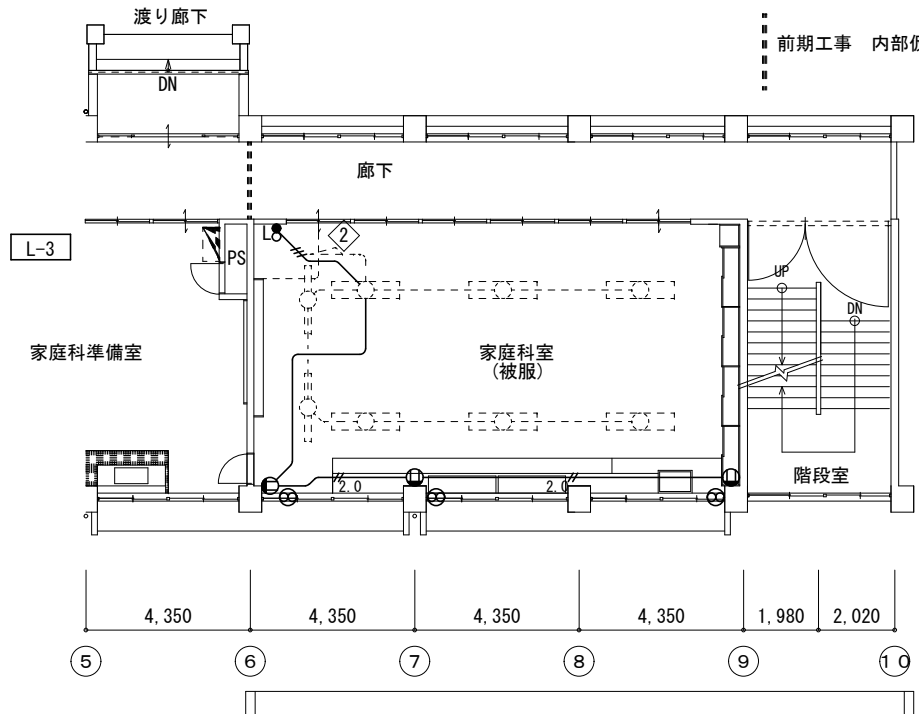 渡り廊下
前期工事 内部仮
DN
廊下
L-3
L
2
PS
UP
DN
家庭科準備室
家庭科室
(被服)
2.0
2.0
階段室
4,350
4,350
4,350
4,350
1,980
2,020
5
6
7
8
9
10